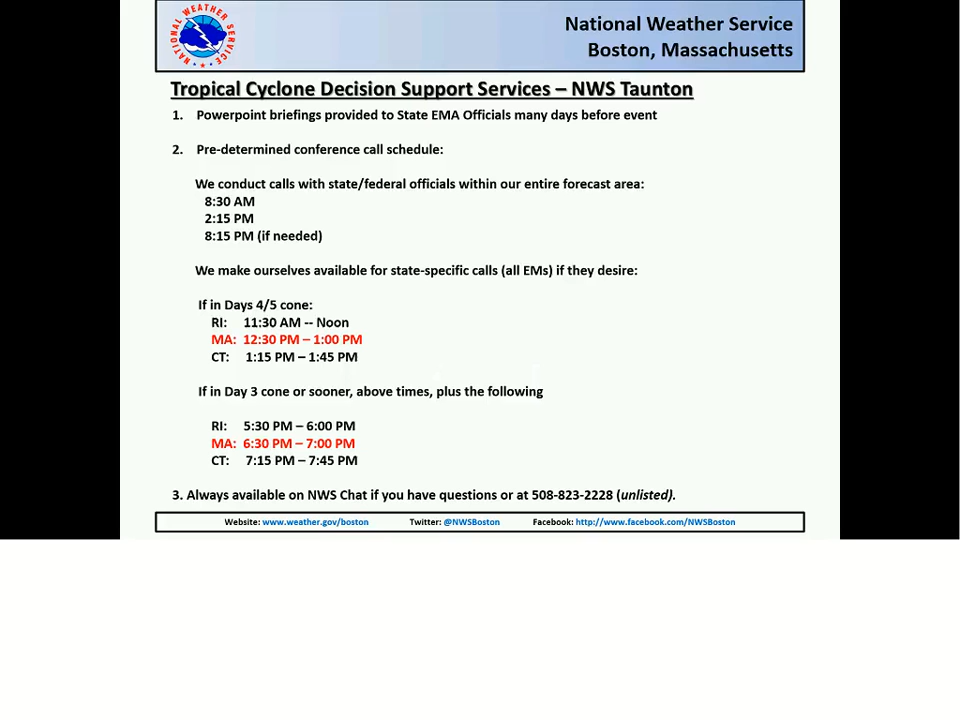 NATIONAL WEATHER SERVICE
National Weather Service
Boston, Massachusetts
Tropical Cyclone Decision Support Services – NWS Taunton
1. Powerpoint briefings provided to State EMA Officials many days before event
2. Pre-determined conference call schedule:
We conduct calls with state/federal officials within our entire forecast area:
8:30 AM
2:15 PM
8:15 PM (if needed)
We make ourselves available for state-specific calls (all EMs) if they desire:
If in Days 4/5 cone:
RI: 11:30 AM -- Noon
MA: 12:30 PM – 1:00 PM
CT: 1:15 PM – 1:45 PM
If in Day 3 cone or sooner, above times, plus the following
RI: 5:30 PM – 6:00 PM
MA: 6:30 PM – 7:00 PM
CT: 7:15 PM – 7:45 PM
3. Always available on NWS Chat if you have questions or at 508-823-2228 (unlisted).
Website: www.weather.gov/boston Twitter: @NWSBoston Facebook: http://www.facebook.com/NWSBoston